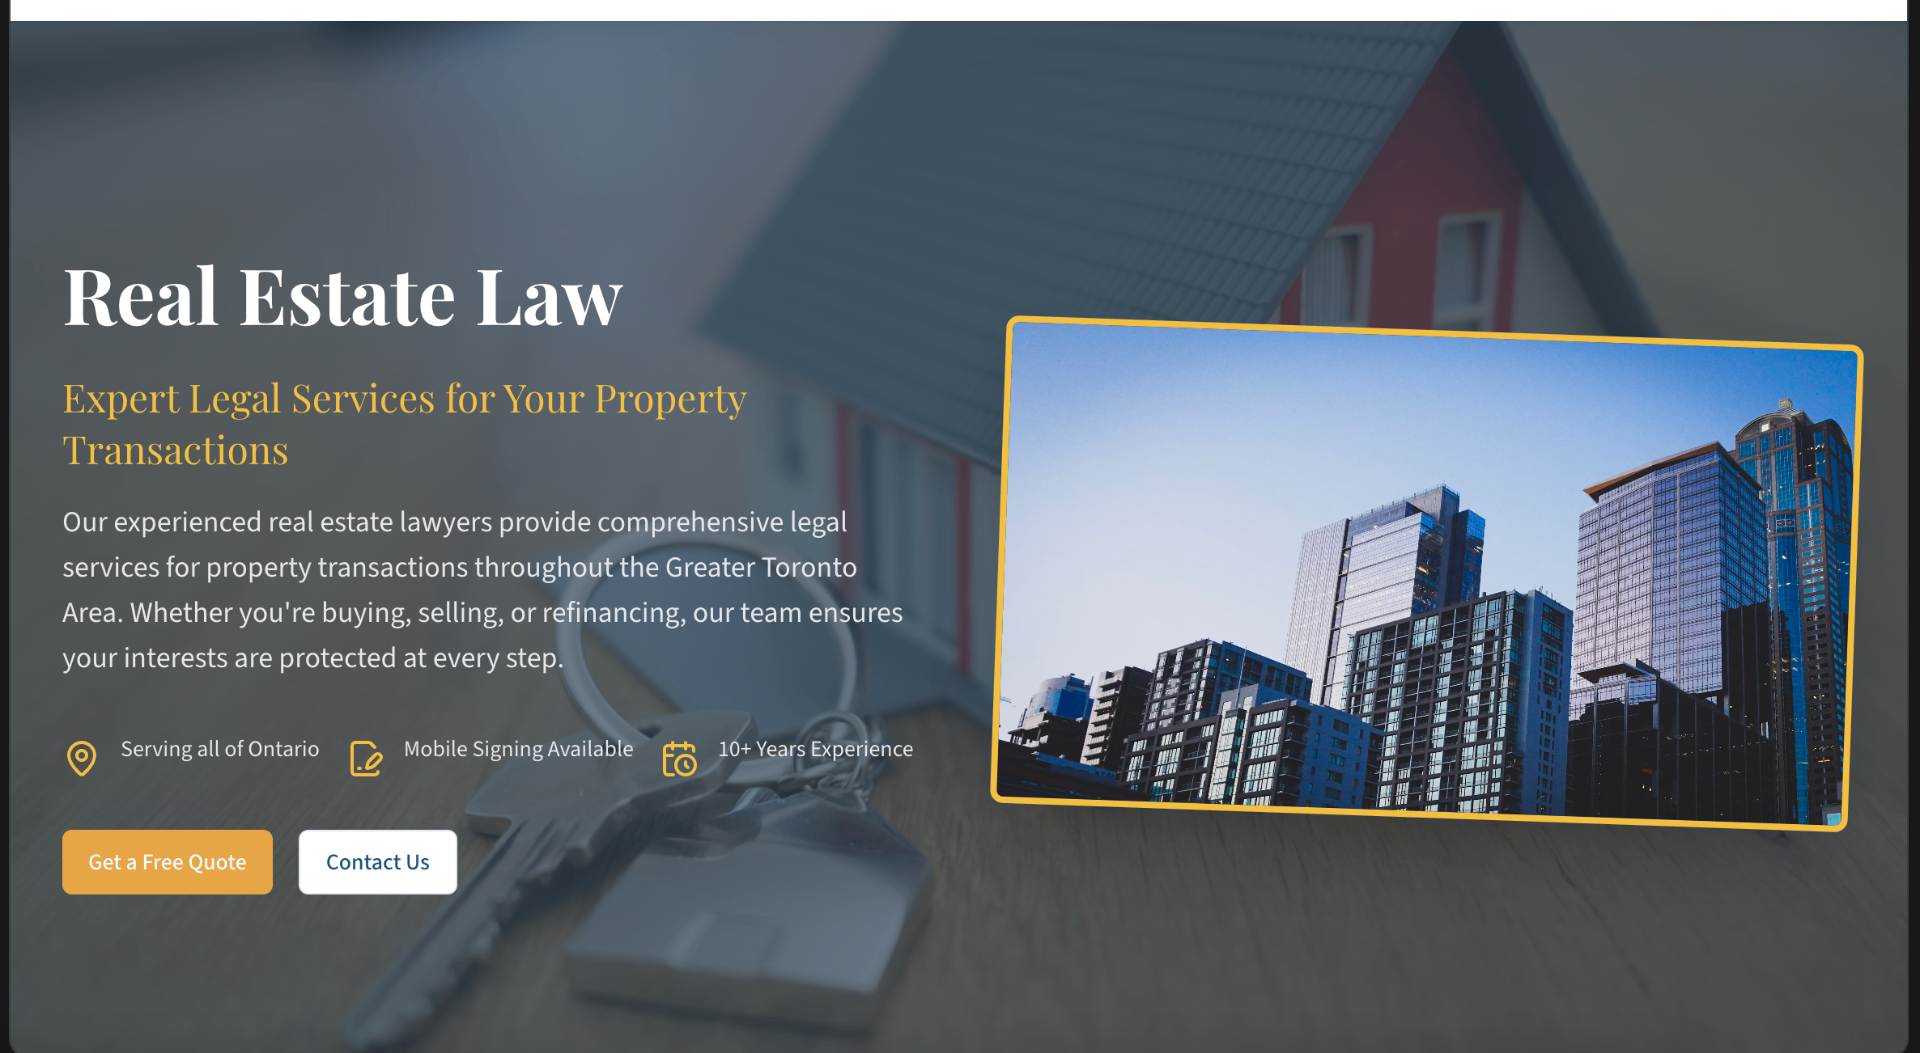 Real Estate Law
Expert Legal Services for Your Property
Transactions
Our experienced real estate lawyers provide comprehensive legal
services for property transactions throughout the Greater Toronto
Area. Whether you're buying, selling, or refinancing, our team ensures
your interests are protected at every step.
Serving all of Ontario
Mobile Signing Available
10+ Years Experience
Get a Free Quote
Contact Us